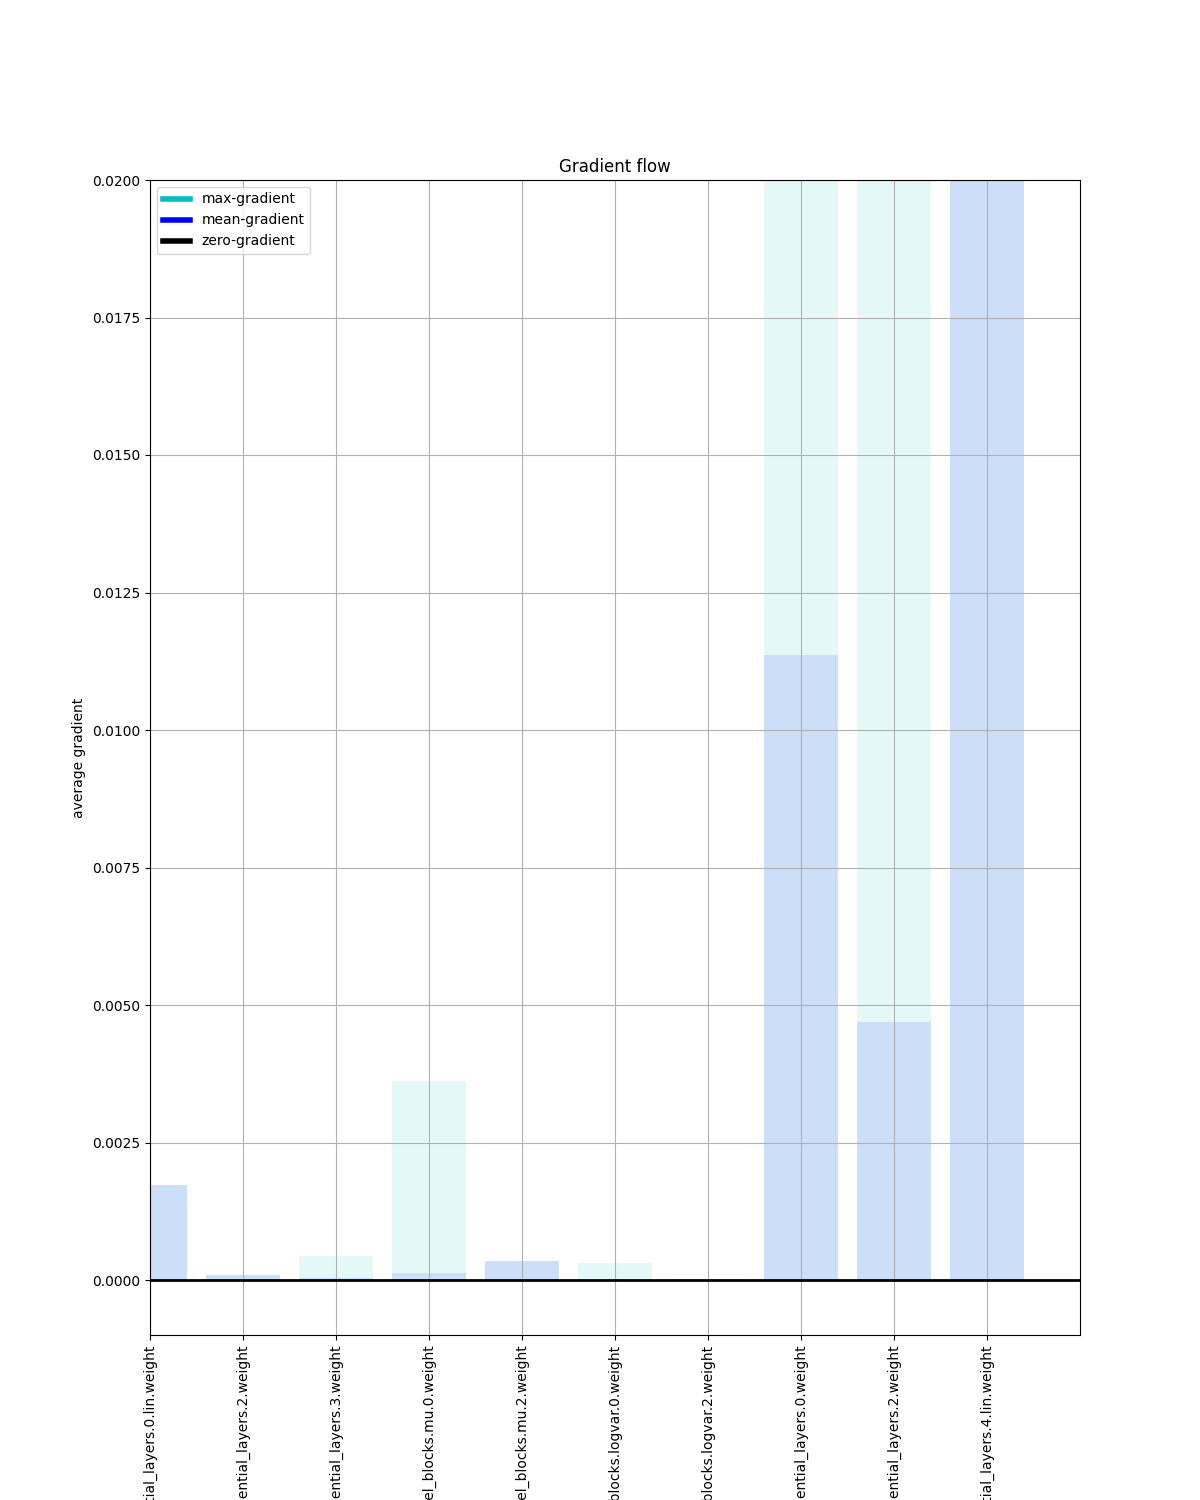 Gradient flow
max-gradient
mean-gradient
zero-gradient
0.0200
0.0175
0.0150
0.0125
0.0100
0.0075
0.0050
0.0025
0.0000
average gradient
tial_layers.0.lin.weight
ential_layers.2.weight
ential_layers.3.weight
el_blocks.mu.0.weight
el_blocks.mu.2.weight
blocks.logvar.0.weight
blocks.logvar.2.weight
ential_layers.0.weight
ential_layers.2.weight
tial_layers.4.lin.weight